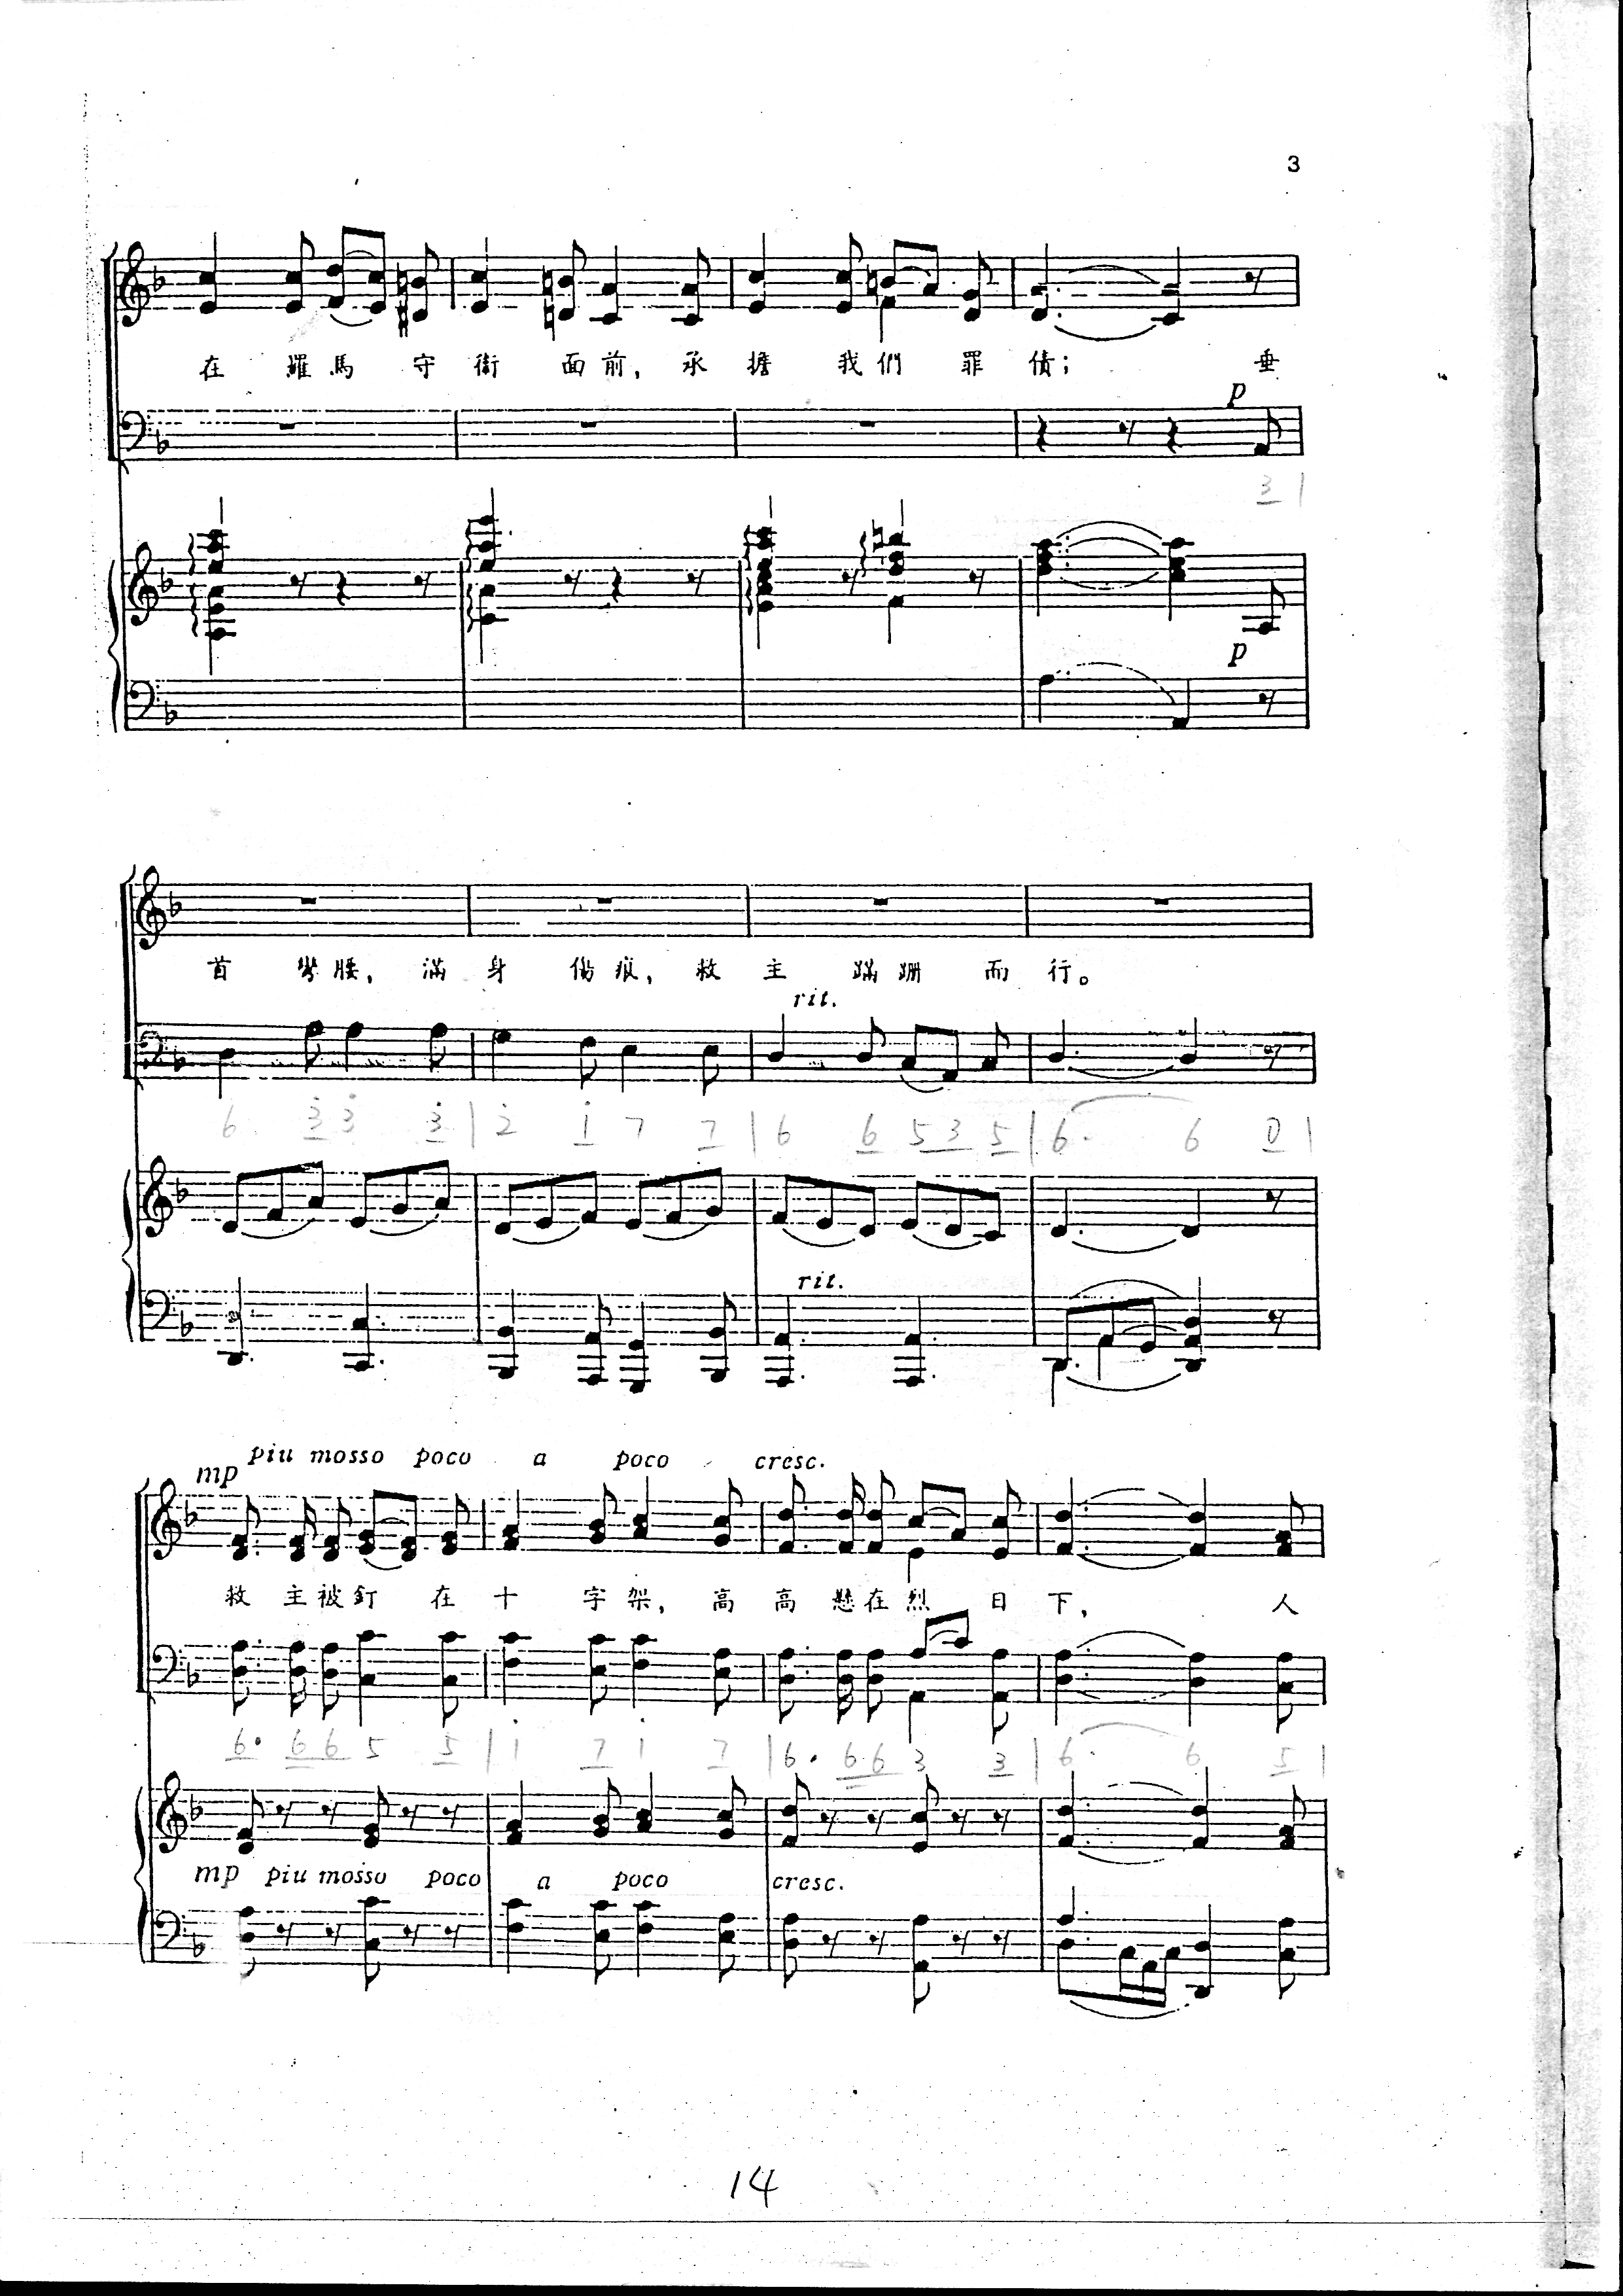 3
在 羅 馬 守 衛 面 前， 承 擔 我 們 罪 債； 垂
p
3 |
p
首 彎 腰， 滿 身 傷 痕， 救 主 蹣 跚 而 行。
rit.
6 3 3 3 | 2 1 7 7 | 6 6 5 3 5 | 6 · 6 0 |
rit.
piu mosso poco a poco cresc.
mp
救 主 被 釘 在 十 字 架， 高 高 懸 在 烈 日 下， 人
6 · 6 6 5 5 | 1 7 1 7 | 6 · 6 6 3 3 | 6 · 6 5 |
mp piu mosso poco a poco cresc.
14